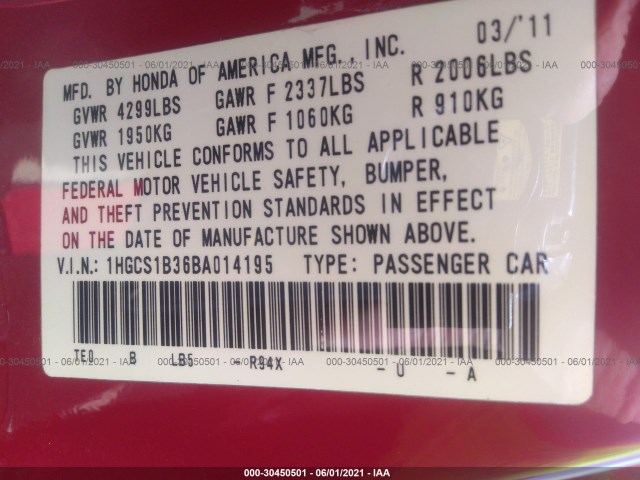 MFD. BY HONDA OF AMERICA MFG., INC. 03/'11
GVWR 4299LBS GAWR F 2337LBS R 2006LBS
GVWR 1950KG GAWR F 1060KG R 910KG
THIS VEHICLE CONFORMS TO ALL APPLICABLE
FEDERAL MOTOR VEHICLE SAFETY, BUMPER,
AND THEFT PREVENTION STANDARDS IN EFFECT
ON THE DATE OF MANUFACTURE SHOWN ABOVE.
V.I.N.: 1HGCS1B36BA014195 TYPE: PASSENGER CAR
TE0 B LB5 - R94X - U - A
000-30450501 - 06/01/2021 - IAA